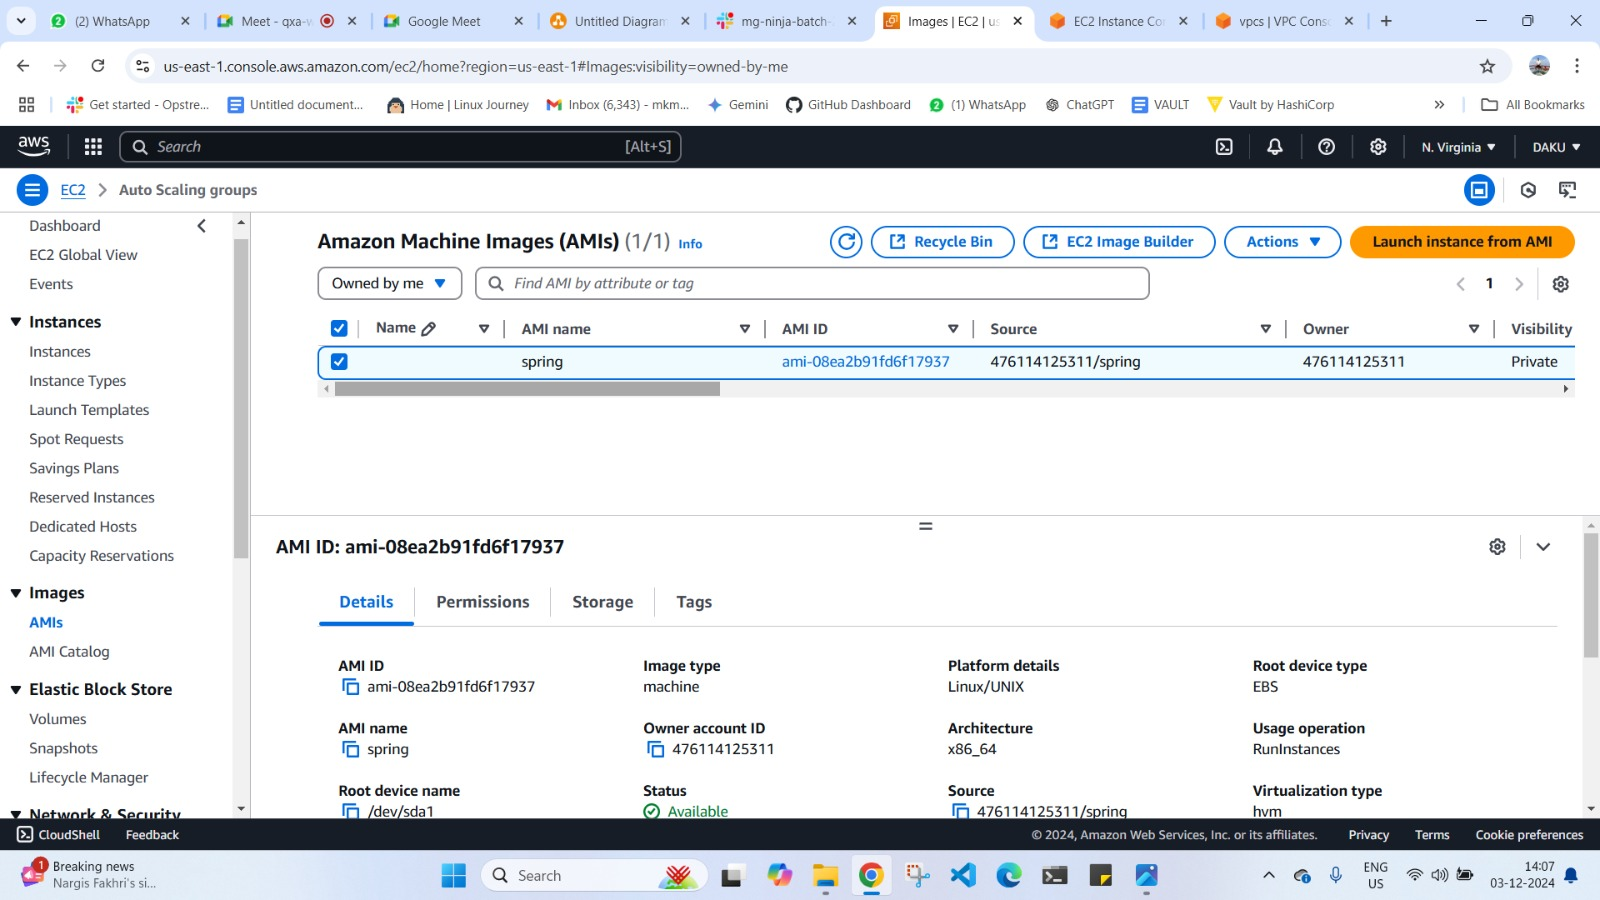 (2) WhatsApp
Meet - qxa-w
Google Meet
Untitled Diagram
mg-ninja-batch-
Images | EC2 | us
EC2 Instance Co
vpcs | VPC Cons
us-east-1.console.aws.amazon.com/ec2/home?region=us-east-1#Images:visibility=owned-by-me
Get started - Opstre...
Untitled document...
Home | Linux Journey
Inbox (6,343) - mkm...
Gemini
GitHub Dashboard
(1) WhatsApp
ChatGPT
VAULT
Vault by HashiCorp
All Bookmarks
aws
Search
[Alt+S]
N. Virginia
DAKU
EC2
Auto Scaling groups
Dashboard
EC2 Global View
Events
Instances
Instances
Instance Types
Launch Templates
Spot Requests
Savings Plans
Reserved Instances
Dedicated Hosts
Capacity Reservations
Images
AMIs
AMI Catalog
Elastic Block Store
Volumes
Snapshots
Lifecycle Manager
Network & Security
Amazon Machine Images (AMIs) (1/1) Info
Recycle Bin
EC2 Image Builder
Actions
Launch instance from AMI
Owned by me
Find AMI by attribute or tag
1
Name
AMI name
AMI ID
Source
Owner
Visibility
spring
ami-08ea2b91fd6f17937
476114125311/spring
476114125311
Private
AMI ID: ami-08ea2b91fd6f17937
Details
Permissions
Storage
Tags
AMI ID
ami-08ea2b91fd6f17937
Image type
machine
Platform details
Linux/UNIX
Root device type
EBS
AMI name
spring
Owner account ID
476114125311
Architecture
x86_64
Usage operation
RunInstances
Root device name
/dev/sda1
Status
Available
Source
476114125311/spring
Virtualization type
hvm
CloudShell
Feedback
© 2024, Amazon Web Services, Inc. or its affiliates.
Privacy
Terms
Cookie preferences
1
Breaking news
Nargis Fakhri's si...
Search
ENG
US
14:07
03-12-2024